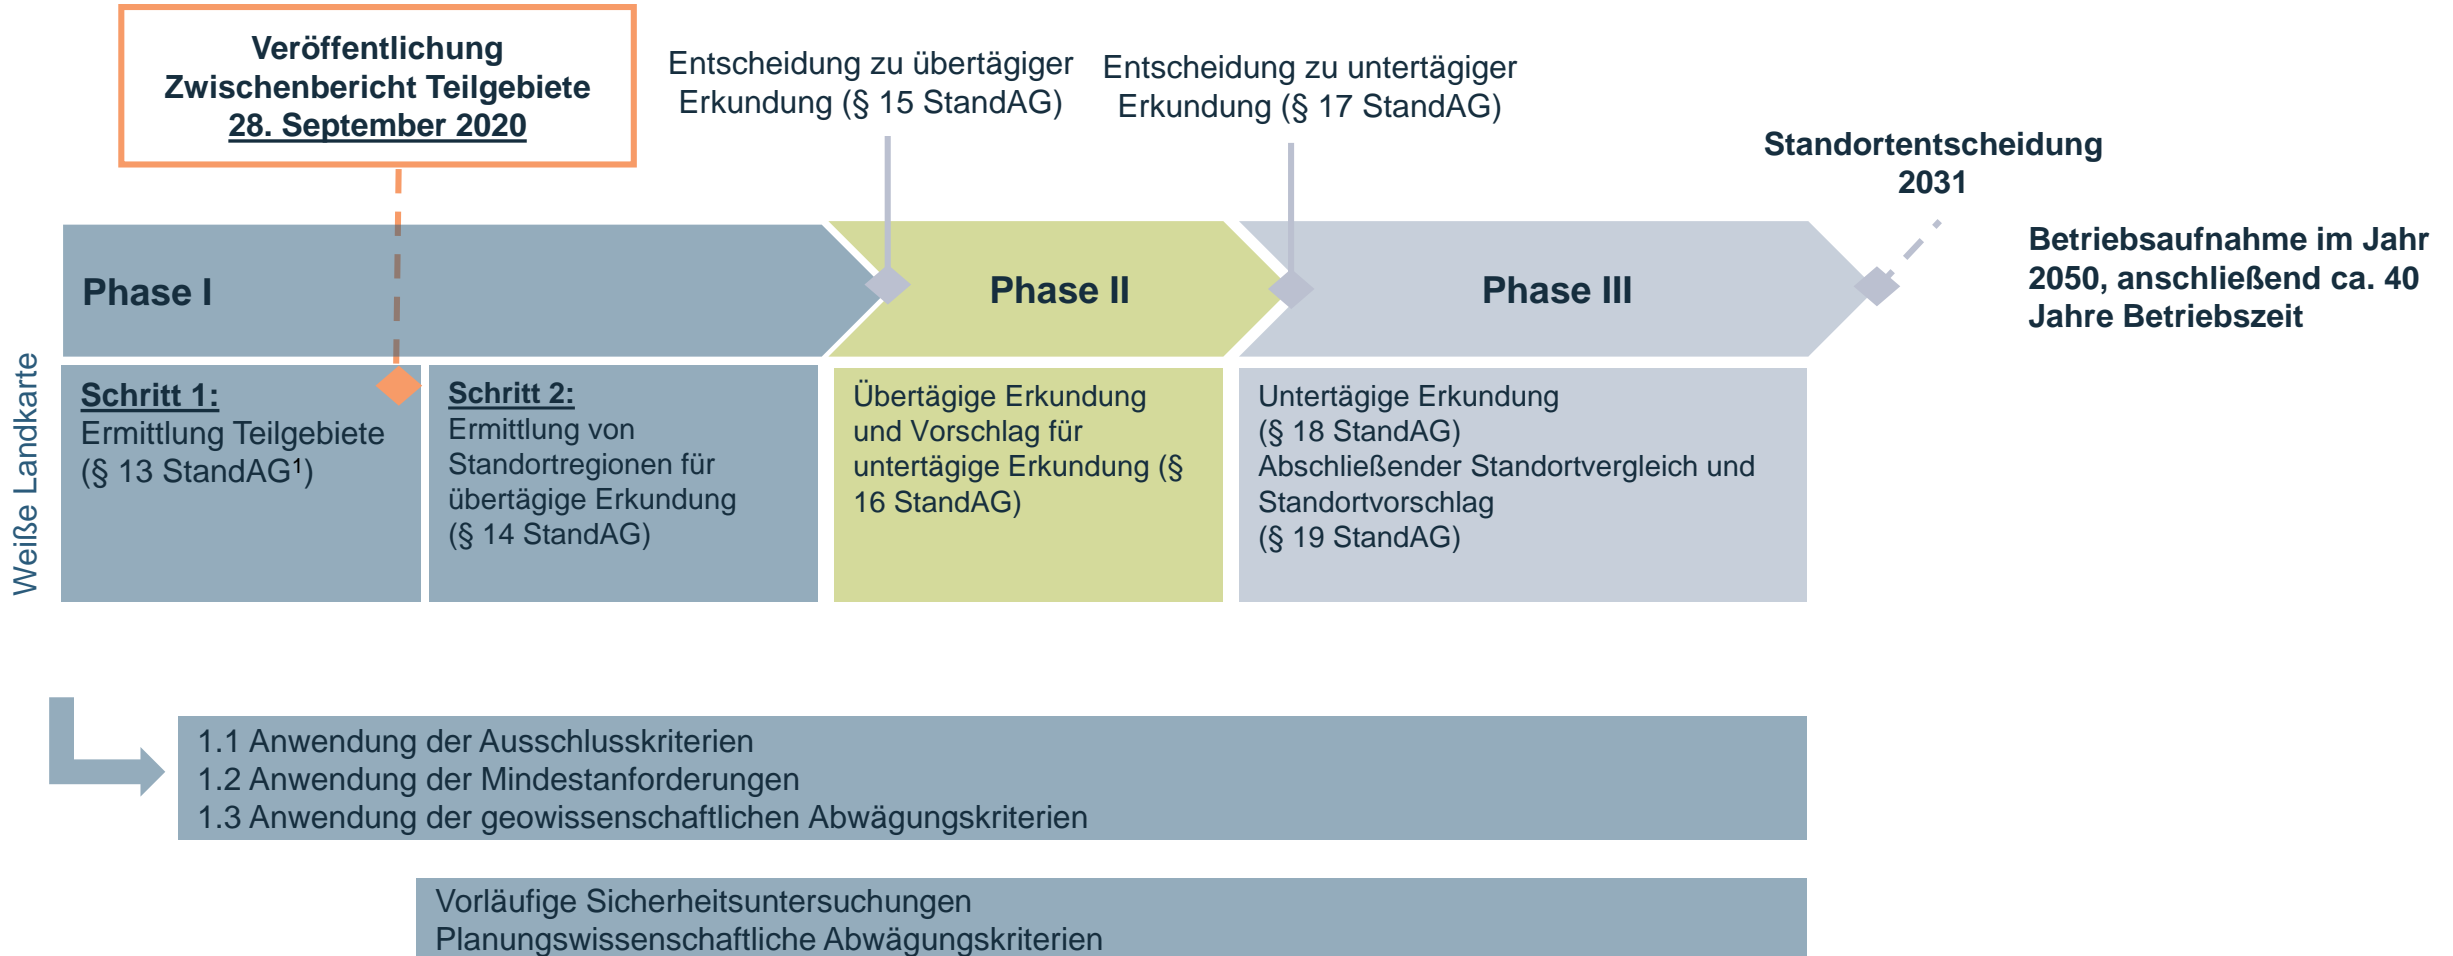 Veröffentlichung
Zwischenbericht Teilgebiete
28. September 2020
Entscheidung zu übertägiger
Erkundung (§ 15 StandAG)
Entscheidung zu untertägiger
Erkundung (§ 17 StandAG)
Standortentscheidung
2031
Betriebsaufnahme im Jahr
2050, anschließend ca. 40
Jahre Betriebszeit
Phase I
Phase II
Phase III
Weiße Landkarte
Schritt 1:
Ermittlung Teilgebiete
(§ 13 StandAG¹)
Schritt 2:
Ermittlung von
Standortregionen für
übertägige Erkundung
(§ 14 StandAG)
Übertägige Erkundung
und Vorschlag für
untertägige Erkundung (§
16 StandAG)
Untertägige Erkundung
(§ 18 StandAG)
Abschließender Standortvergleich und
Standortvorschlag
(§ 19 StandAG)
1.1 Anwendung der Ausschlusskriterien
1.2 Anwendung der Mindestanforderungen
1.3 Anwendung der geowissenschaftlichen Abwägungskriterien
Vorläufige Sicherheitsuntersuchungen
Planungswissenschaftliche Abwägungskriterien